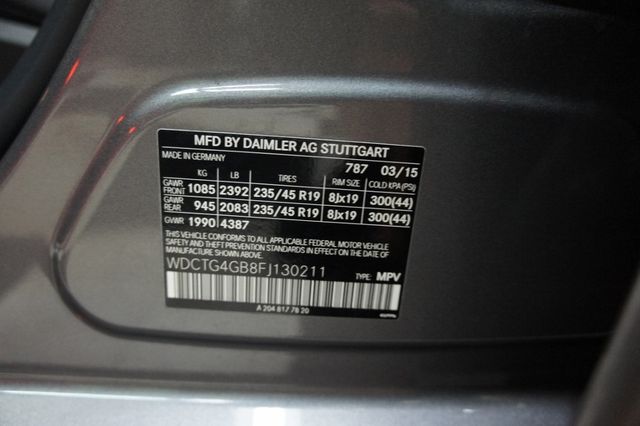 MFD BY DAIMLER AG STUTTGART
MADE IN GERMANY 787 03/15
KG LB TIRES RIM SIZE COLD KPA(PSI)
GAWR FRONT 1085 2392 235/45 R19 8Jx19 300(44)
GAWR REAR 945 2083 235/45 R19 8Jx19 300(44)
GVWR 1990 4387
THIS VEHICLE CONFORMS TO ALL APPLICABLE FEDERAL MOTOR VEHICLE
SAFETY AND THEFT PREVENTION STANDARDS IN EFFECT ON THE DATE OF
MANUFACTURE SHOWN ABOVE.
WDCTG4GB8FJ130211 TYPE: MPV
A 204 817 78 20